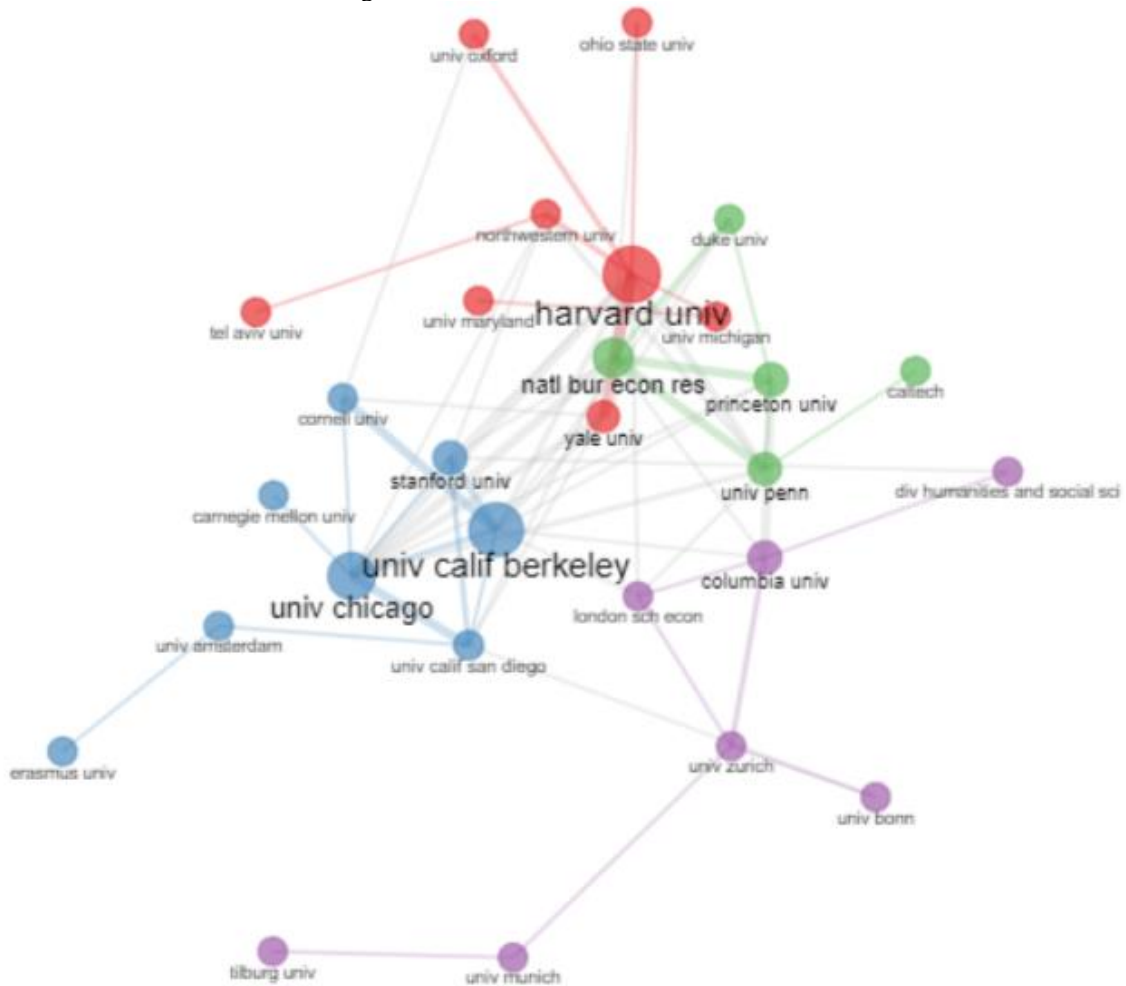 univ oxford
ohio state univ
northwestern univ
duke univ
tel aviv univ
univ maryland
harvard univ
univ michigan
natl bur econ res
princeton univ
caltech
cornell univ
yale univ
stanford univ
univ penn
div humanities and social sci
carnegie mellon univ
univ calif berkeley
columbia univ
univ chicago
london sch econ
univ amsterdam
univ calif san diego
erasmus univ
univ zurich
univ bonn
tilburg univ
univ munich